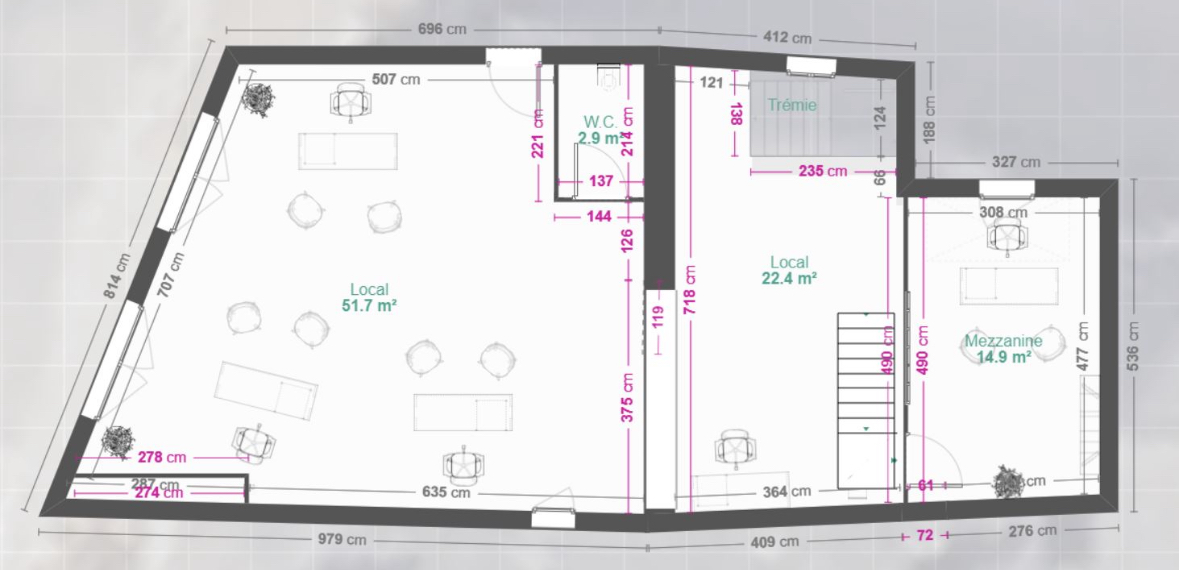 696 cm
412 cm
507 cm
121
Trémie
138
124
188 cm
W.C.
2.9 m²
214 cm
221 cm
327 cm
235 cm
66
137
144
308 cm
126
814 cm
707 cm
Local
51.7 m²
718 cm
Local
22.4 m²
119
490 cm
490 cm
Mezzanine
14.9 m²
477 cm
536 cm
375 cm
278 cm
287 cm
274 cm
635 cm
364 cm
61
cm
979 cm
409 cm
72
276 cm